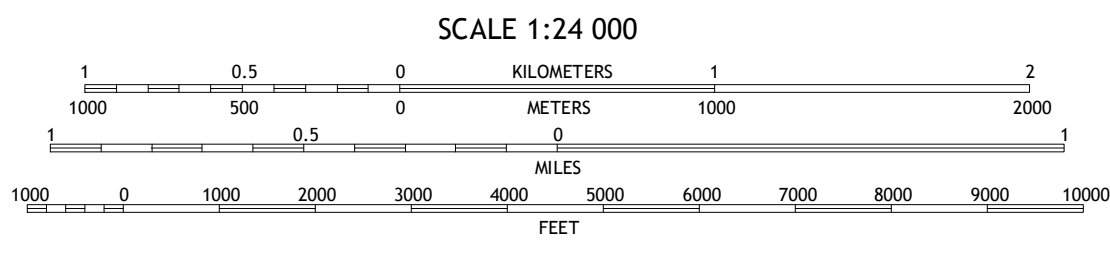 SCALE 1:24 000
1 0.5 0 KILOMETERS 1 2
1000 500 0 METERS 1000 2000
1 0.5 0 1
MILES
1000 0 1000 2000 3000 4000 5000 6000 7000 8000 9000 10000
FEET